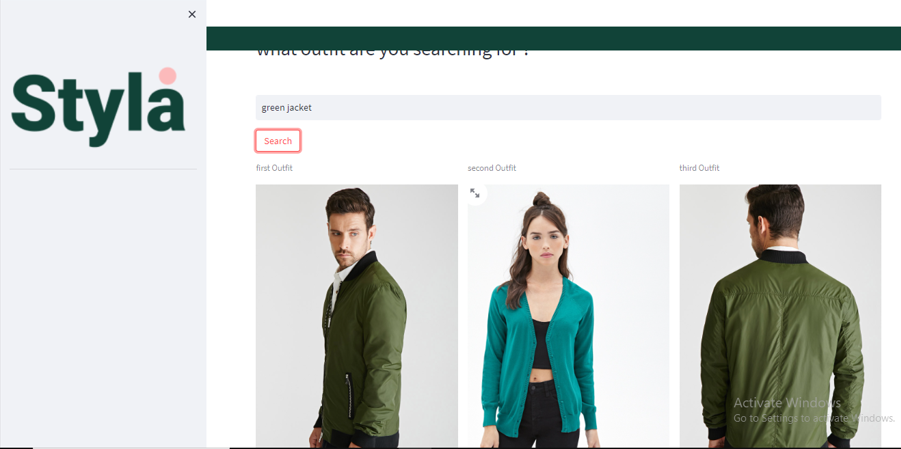 Styla
what outfit are you searching for ?
green jacket
Search
first Outfit
second Outfit
third Outfit
Activate Windows
Go to Settings to activate Windows.